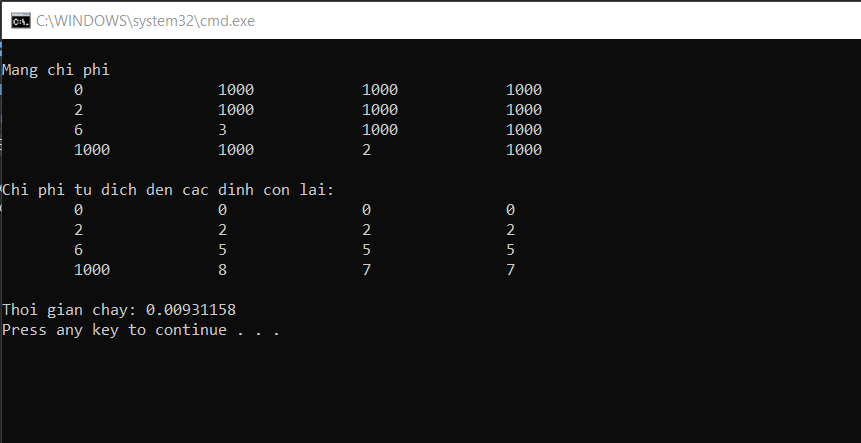 C:\WINDOWS\system32\cmd.exe
Mang chi phi
0 1000 1000 1000
2 1000 1000 1000
6 3 1000 1000
1000 1000 2 1000
Chi phi tu dich den cac dinh con lai:
0 0 0 0
2 2 2 2
6 5 5 5
1000 8 7 7
Thoi gian chay: 0.00931158
Press any key to continue . . .